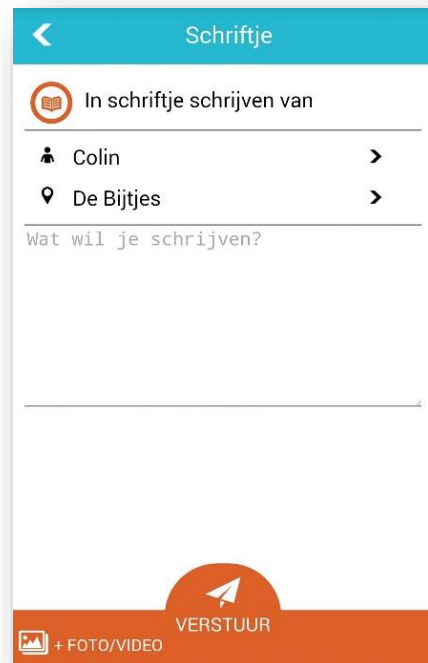 Schriftje
In schriftje schrijven van
Colin
De Bijtjes
Wat wil je schrijven?
VERSTUUR
+ FOTO/VIDEO